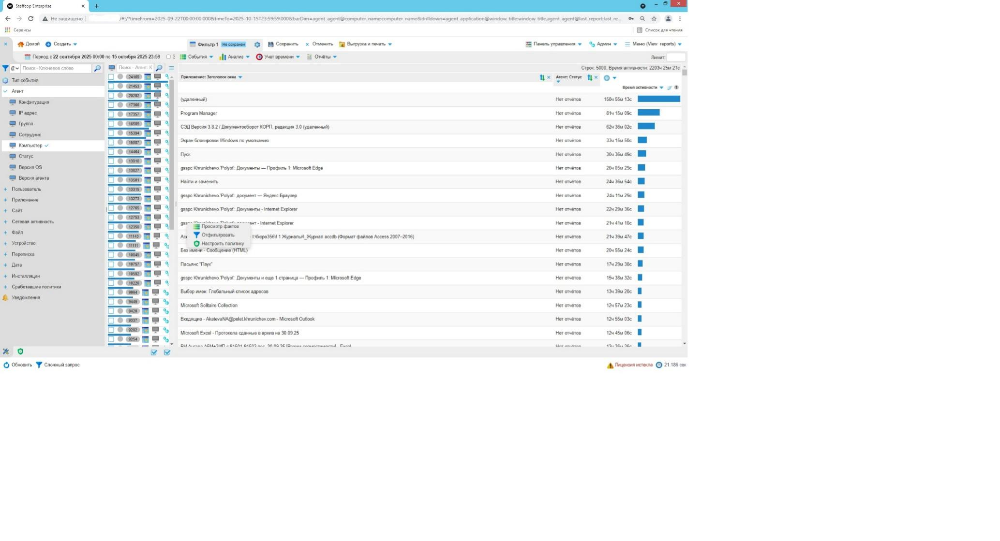 Staffcop Enterprise
Не защищено
/#!/?timeFrom=2025-09-22T00:00:00.000&timeTo=2025-10-15T23:59:59.000&barDim=agent_agent@computer_name:computer_name&drilldown=agent_application@window_title:window_title,agent_agent@last_report:last_re...
Сервисы
Список для чтения
Домой
Создать
Фильтр 1 Не сохранен
Сохранить
Отменить
Выгрузка и печать
Панель управления
Админ
Меню (View reports)
Период с 22 сентября 2025 00:00 по 15 октября 2025 23:59
З
События
Анализ
Учет времени
Отчёты
Лимит:
@
Поиск - Ключевое слово
Поиск - Агент: К
Строк: 5000, Время активности: 2203ч 25м 21с
Тип события
Агент
Конфигурация
IP адрес
Группа
Сотрудник
Компьютер
Статус
Версия OS
Версия агента
Пользователь
Приложение
Сайт
Сетевая активность
Файл
Устройство
Переписка
Дата
Инсталляции
Сработавшие политики
Уведомления
24169
21453
20292
17366
17357
16589
15394
15087
14464
13910
13827
13501
13315
13273
12765
12753
12350
11143
11111
10845
10757
10592
10220
9994
9449
9420
9337
9292
9254
Приложение: Заголовок окна
Агент: Статус
Время активности 1
(удаленный) Нет отчётов 158ч 55м 13с
Program Manager Нет отчётов 81ч 15м 09с
СЭД Версия 3.8.2 / Документооборот КОРП, редакция 3.0 (удаленный) Нет отчётов 62ч 36м 02с
Экран блокировки Windows по умолчанию Нет отчётов 33ч 15м 50с
Пуск Нет отчётов 30ч 36м 49с
gsspc Khrunichevo.'Polyot': Документы — Профиль 1: Microsoft Edge Нет отчётов 26ч 05м 29с
Найти и заменить Нет отчётов 24ч 36м 54с
gsspc Khrunichevo.'Polyot': документ — Яндекс Браузер Нет отчётов 24ч 11м 29с
gsspc Khrunichevo.'Polyot': Документы - Internet Explorer Нет отчётов 22ч 29м 36с
gsspc Khrunichevo.'Polyot': документ - Internet Explorer Нет отчётов 21ч 41м 10с
Просмотр фактов
Отфильтровать
Настроить политику
Acc - I:\бюро356\! 1 Журналы\!_Журнал.accdb (Формат файлов Access 2007–2016) Нет отчётов 21ч 39м 47с
Без имени - Сообщение (HTML) Нет отчётов 20ч 55м 24с
Пасьянс "Паук" Нет отчётов 17ч 29м 30с
gsspc Khrunichevo.'Polyot': Документы и еще 1 страница — Профиль 1: Microsoft Edge Нет отчётов 15ч 38м 32с
Выбор имен: Глобальный список адресов Нет отчётов 13ч 39м 20с
Microsoft Solitaire Collection Нет отчётов 12ч 57м 23с
Входящие - AkatevaNA@polet.khrunichev.com - Microsoft Outlook Нет отчётов 12ч 55м 03с
Microsoft Excel - Протокола сданные в архив на 30.09.25 Нет отчётов 12ч 45м 06с
Нет отчётов 12ч 26м 26с
Обновить
Сложный запрос
Лицензия истекла
21.186 сек